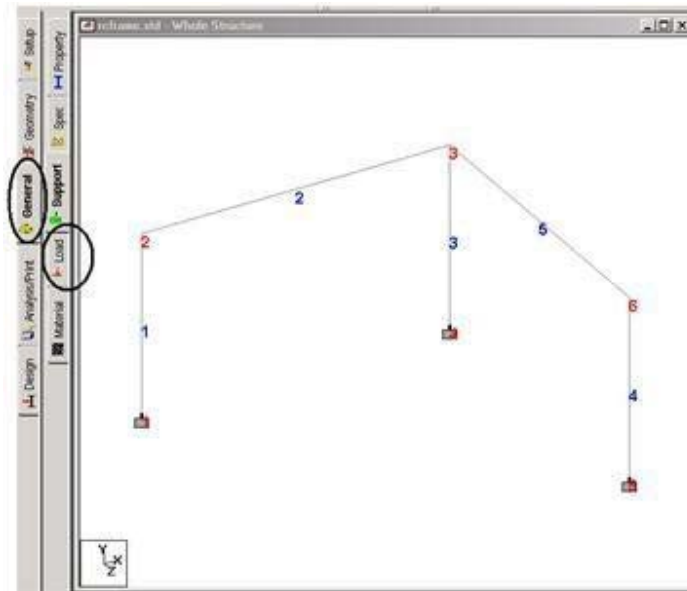 rcframe.std - Whole Structure
Setup
Geometry
General
Analysis/Print
Design
Property
Spec
Support
Load
Material
3
2
2
3
5
6
1
4
Y
X
Z